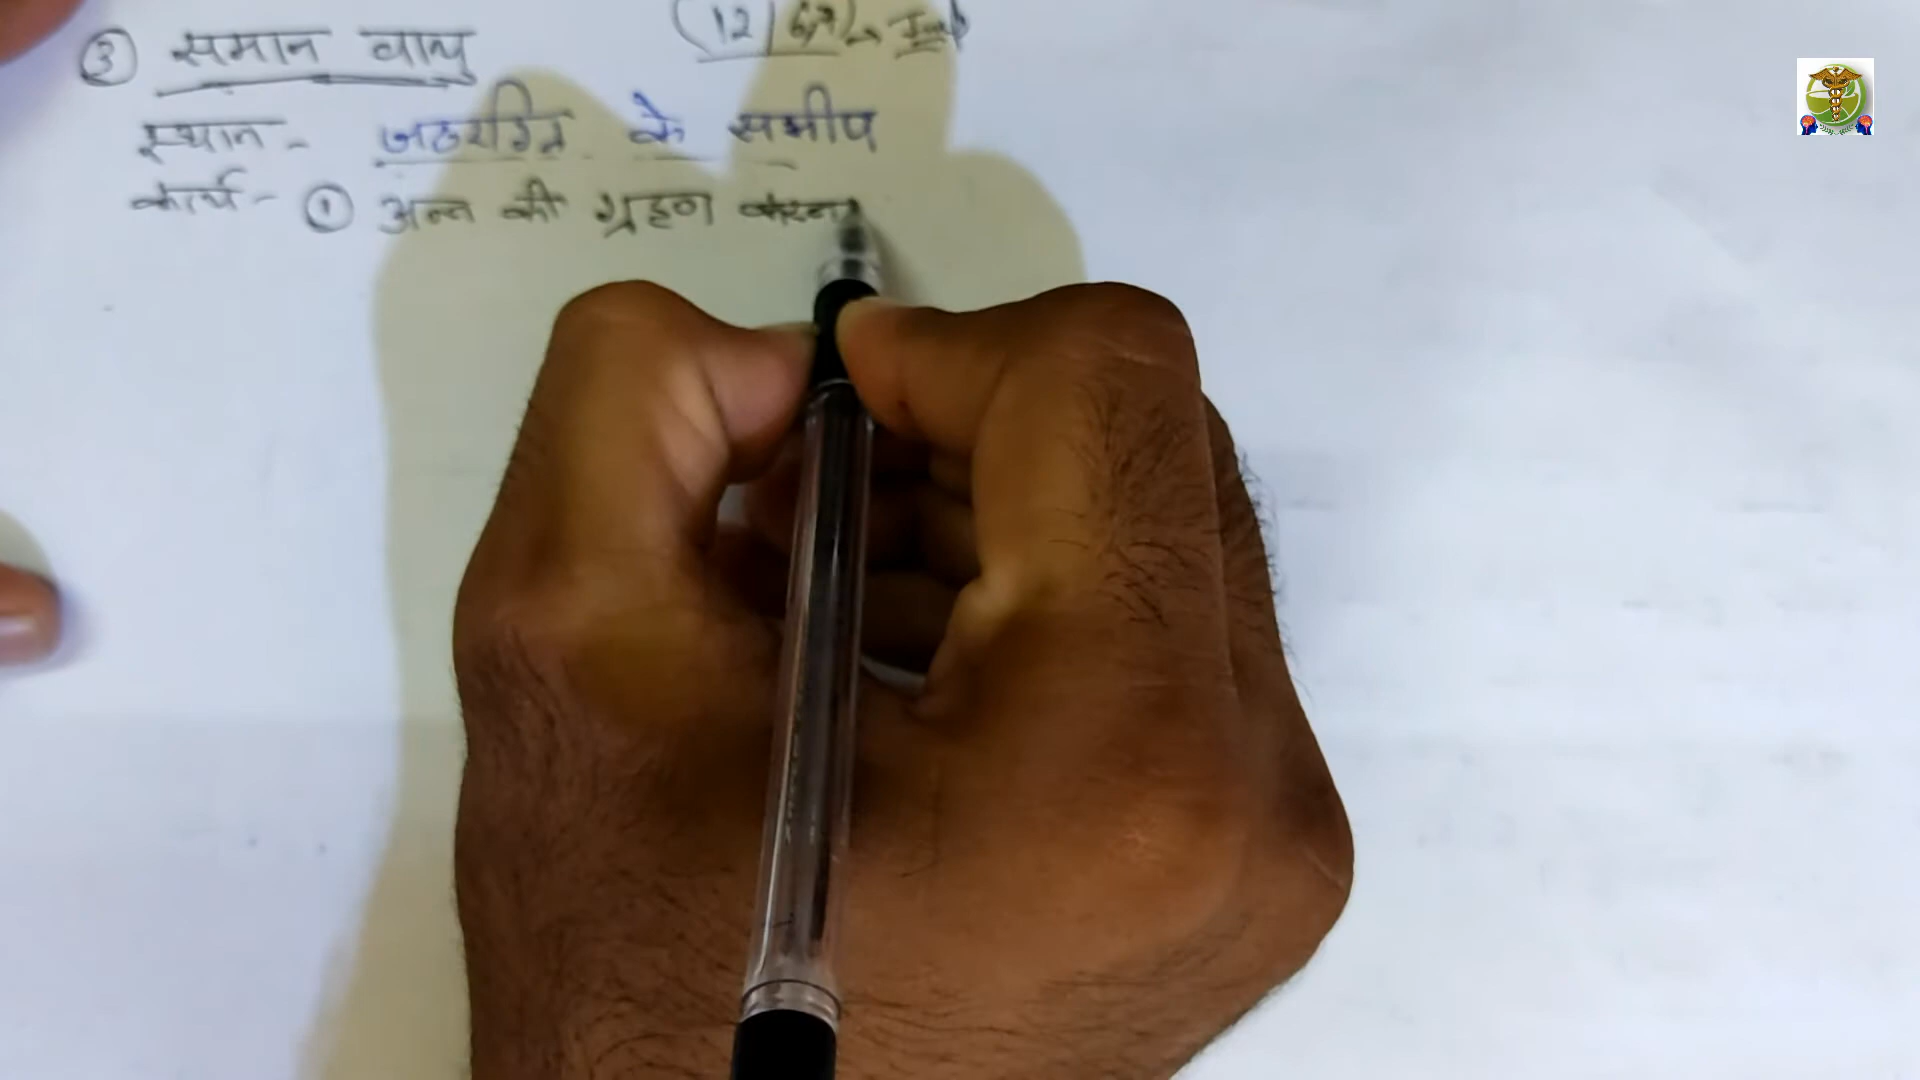 ③ समान वायु
स्थान - जठराग्नि के समीप
कार्य - ① अन्न की ग्रहण करना